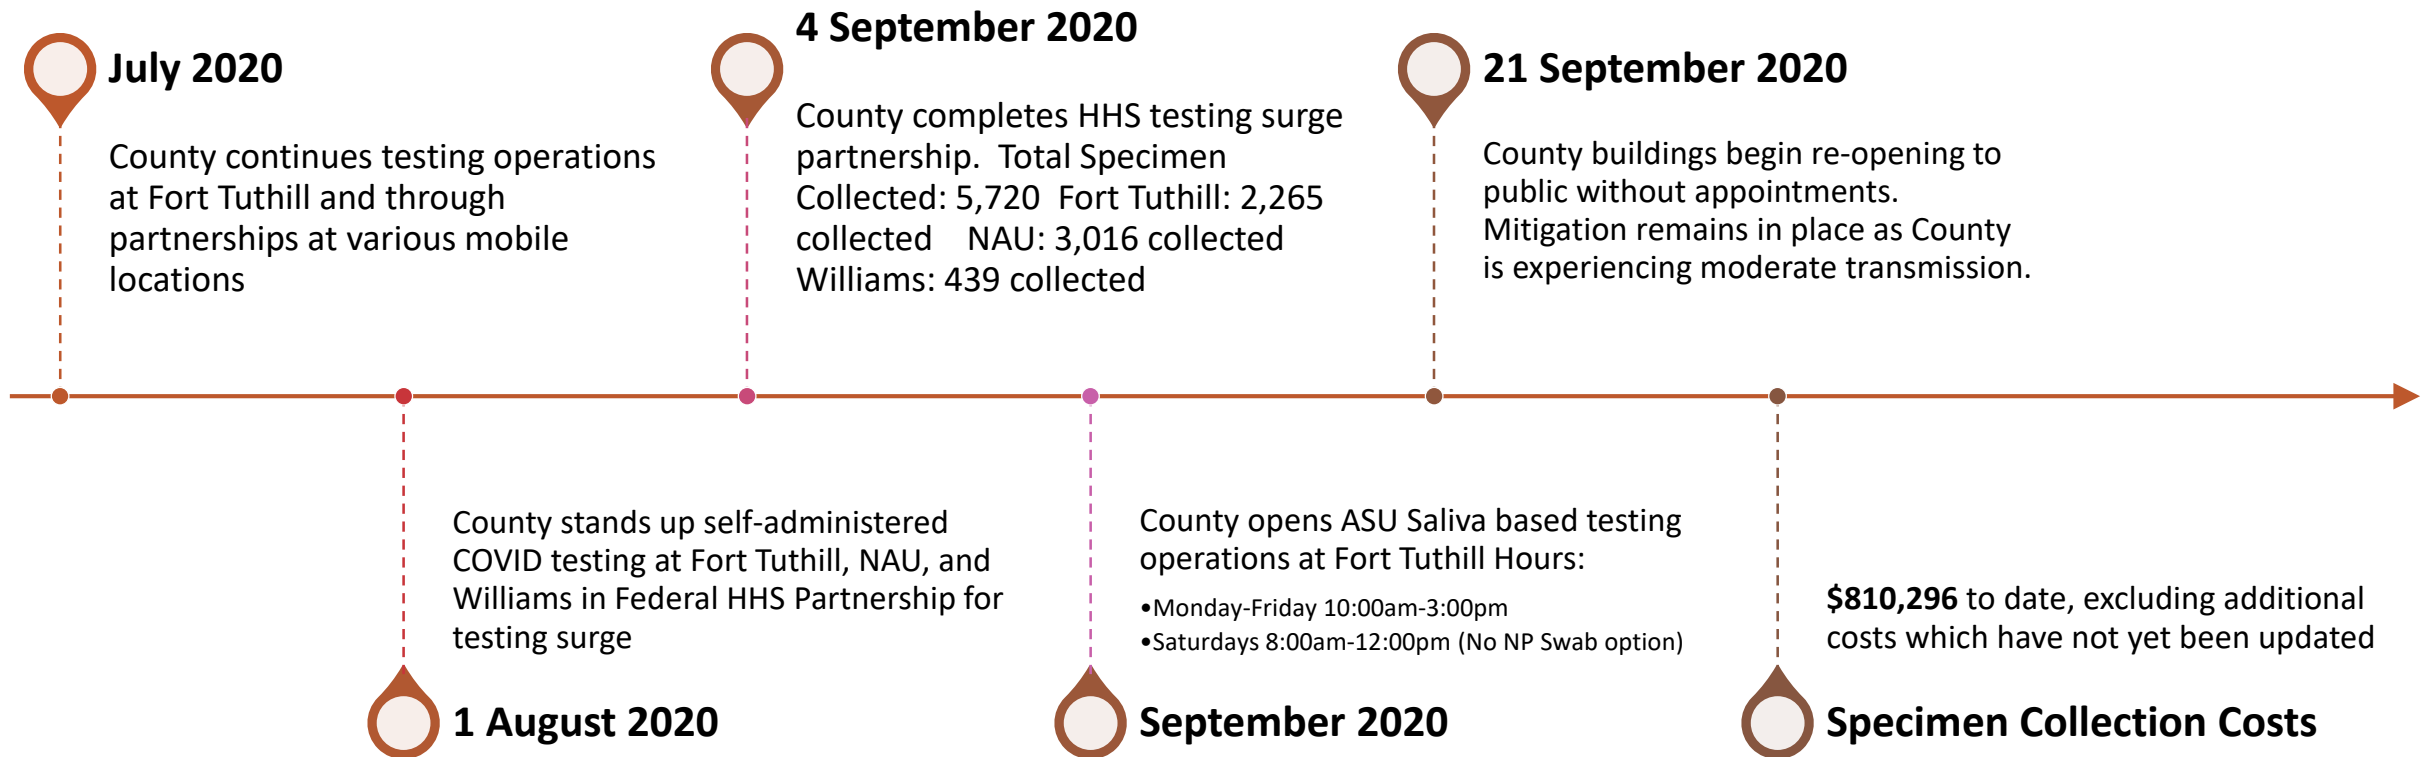 July 2020
County continues testing operations
at Fort Tuthill and through
partnerships at various mobile
locations
1 August 2020
County stands up self-administered
COVID testing at Fort Tuthill, NAU, and
Williams in Federal HHS Partnership for
testing surge
4 September 2020
County completes HHS testing surge
partnership.  Total Specimen
Collected: 5,720  Fort Tuthill: 2,265
collected    NAU: 3,016 collected
Williams: 439 collected
September 2020
County opens ASU Saliva based testing
operations at Fort Tuthill Hours:
•Monday-Friday 10:00am-3:00pm
•Saturdays 8:00am-12:00pm (No NP Swab option)
21 September 2020
County buildings begin re-opening to
public without appointments.
Mitigation remains in place as County
is experiencing moderate transmission.
Specimen Collection Costs
$810,296 to date, excluding additional
costs which have not yet been updated